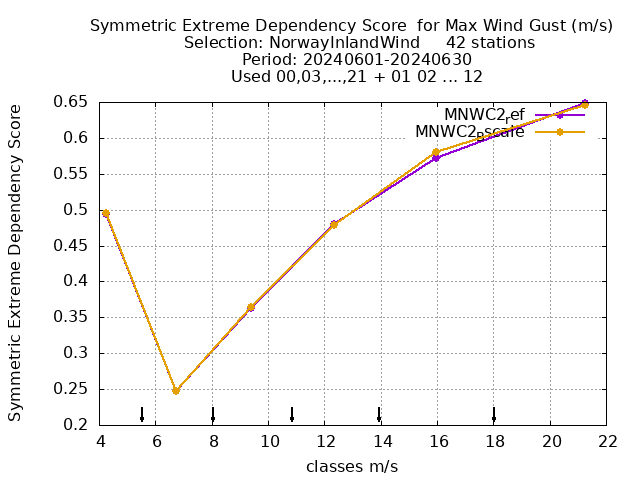 Symmetric Extreme Dependency Score for Max Wind Gust (m/s)
Selection: NorwayInlandWind 42 stations
Period: 20240601-20240630
Used 00,03,...,21 + 01 02 ... 12
Symmetric Extreme Dependency Score
0.65
0.6
0.55
0.5
0.45
0.4
0.35
0.3
0.25
0.2
MNWC2ref
MNWC2pscale
4 6 8 10 12 14 16 18 20 22
classes m/s